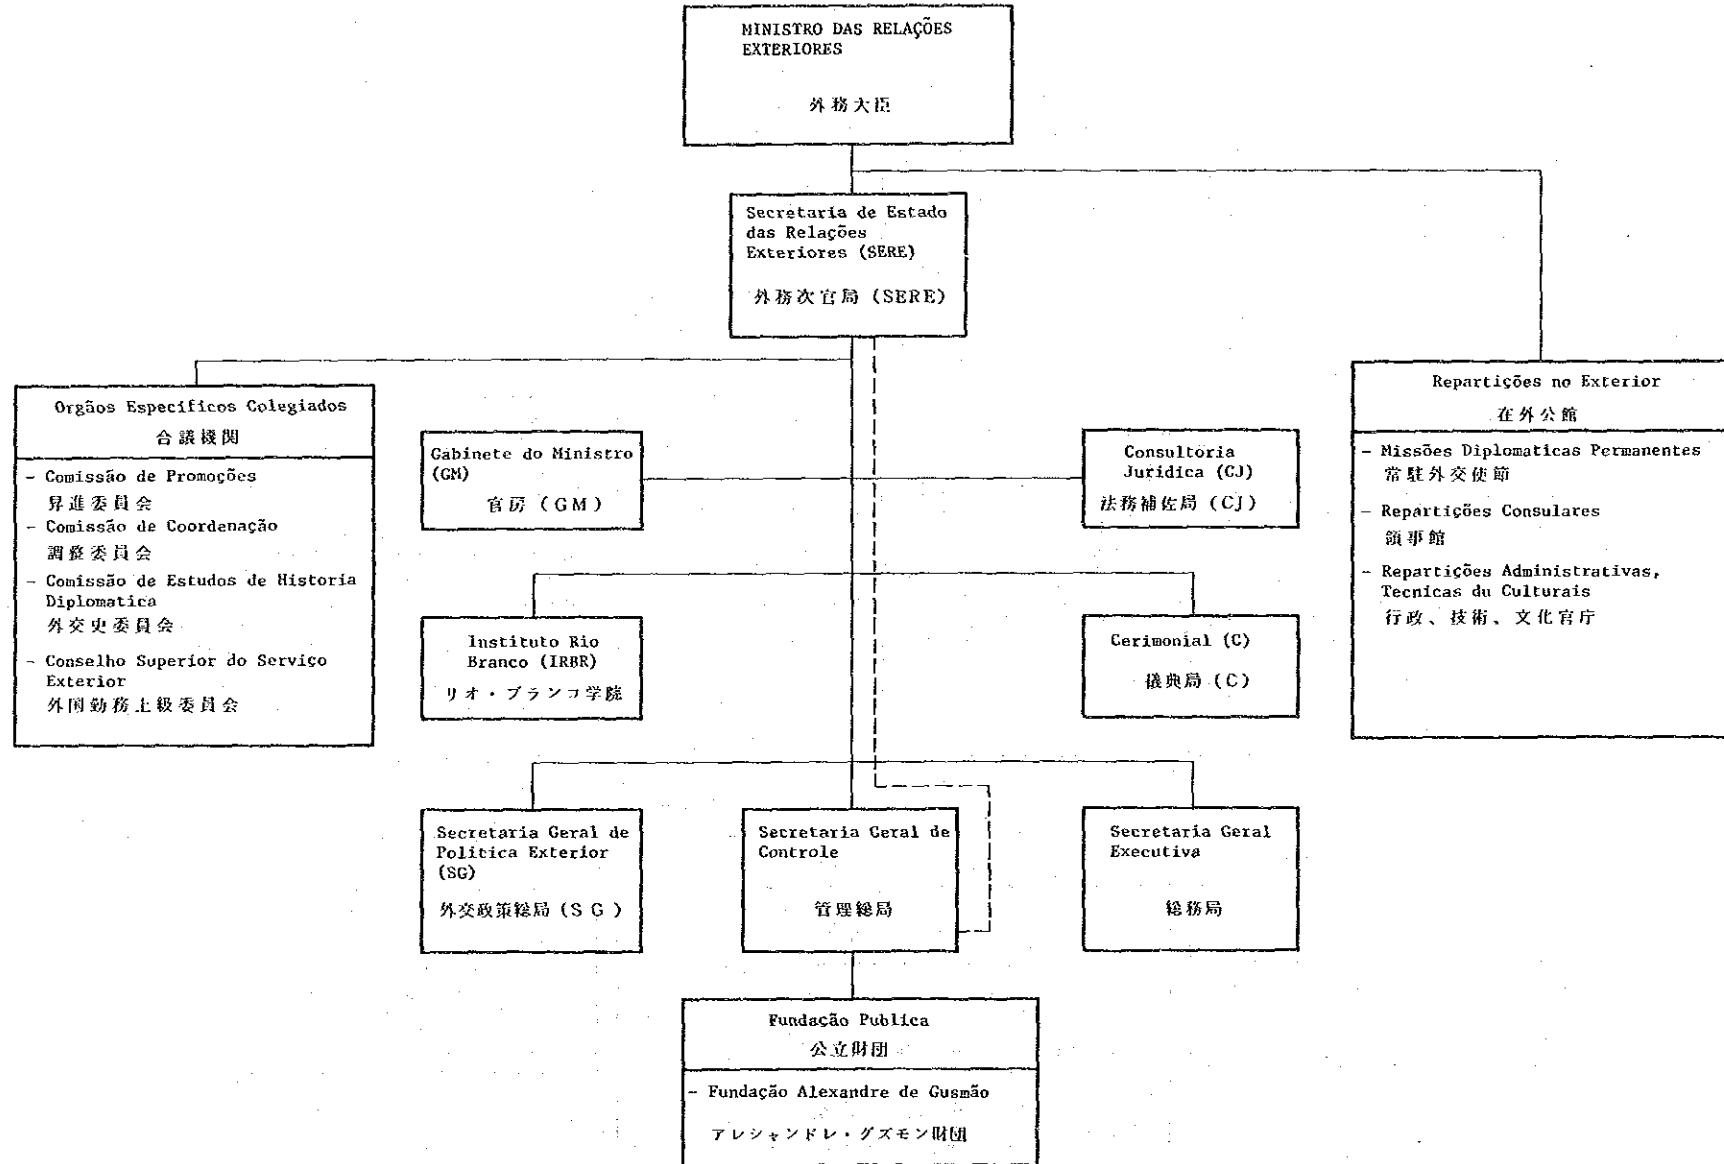 MINISTRO DAS RELAÇÕES
EXTERIORES
外務大臣
Secretaria de Estado
das Relações
Exteriores (SERE)
外務次官局 (SERE)
Orgãos Específicos Colegiados
合議機関
- Comissão de Promoções
昇進委員会
- Comissão de Coordenação
調整委員会
- Comissão de Estudos de Historia
Diplomatica
外交史委員会
- Conselho Superior do Serviço
Exterior
外国勤務上級委員会
Gabinete do Ministro
(GM)
官房 (GM)
Consultoria
Juridica (CJ)
法務補佐局 (CJ)
Repartições no Exterior
在外公館
- Missões Diplomaticas Permanentes
常駐外交使節
- Repartições Consulares
領事館
- Repartições Administrativas,
Tecnicas du Culturais
行政、技術、文化官庁
Instituto Rio
Branco (IRBR)
リオ・ブランコ学院
Cerimonial (C)
儀典局 (C)
Secretaria Geral de
Politica Exterior
(SG)
外交政策総局 (SG)
Secretaria Geral de
Controle
管理総局
Secretaria Geral
Executiva
総務局
Fundação Publica
公立財団
- Fundação Alexandre de Gusmão
アレシャンドレ・グズモン財団